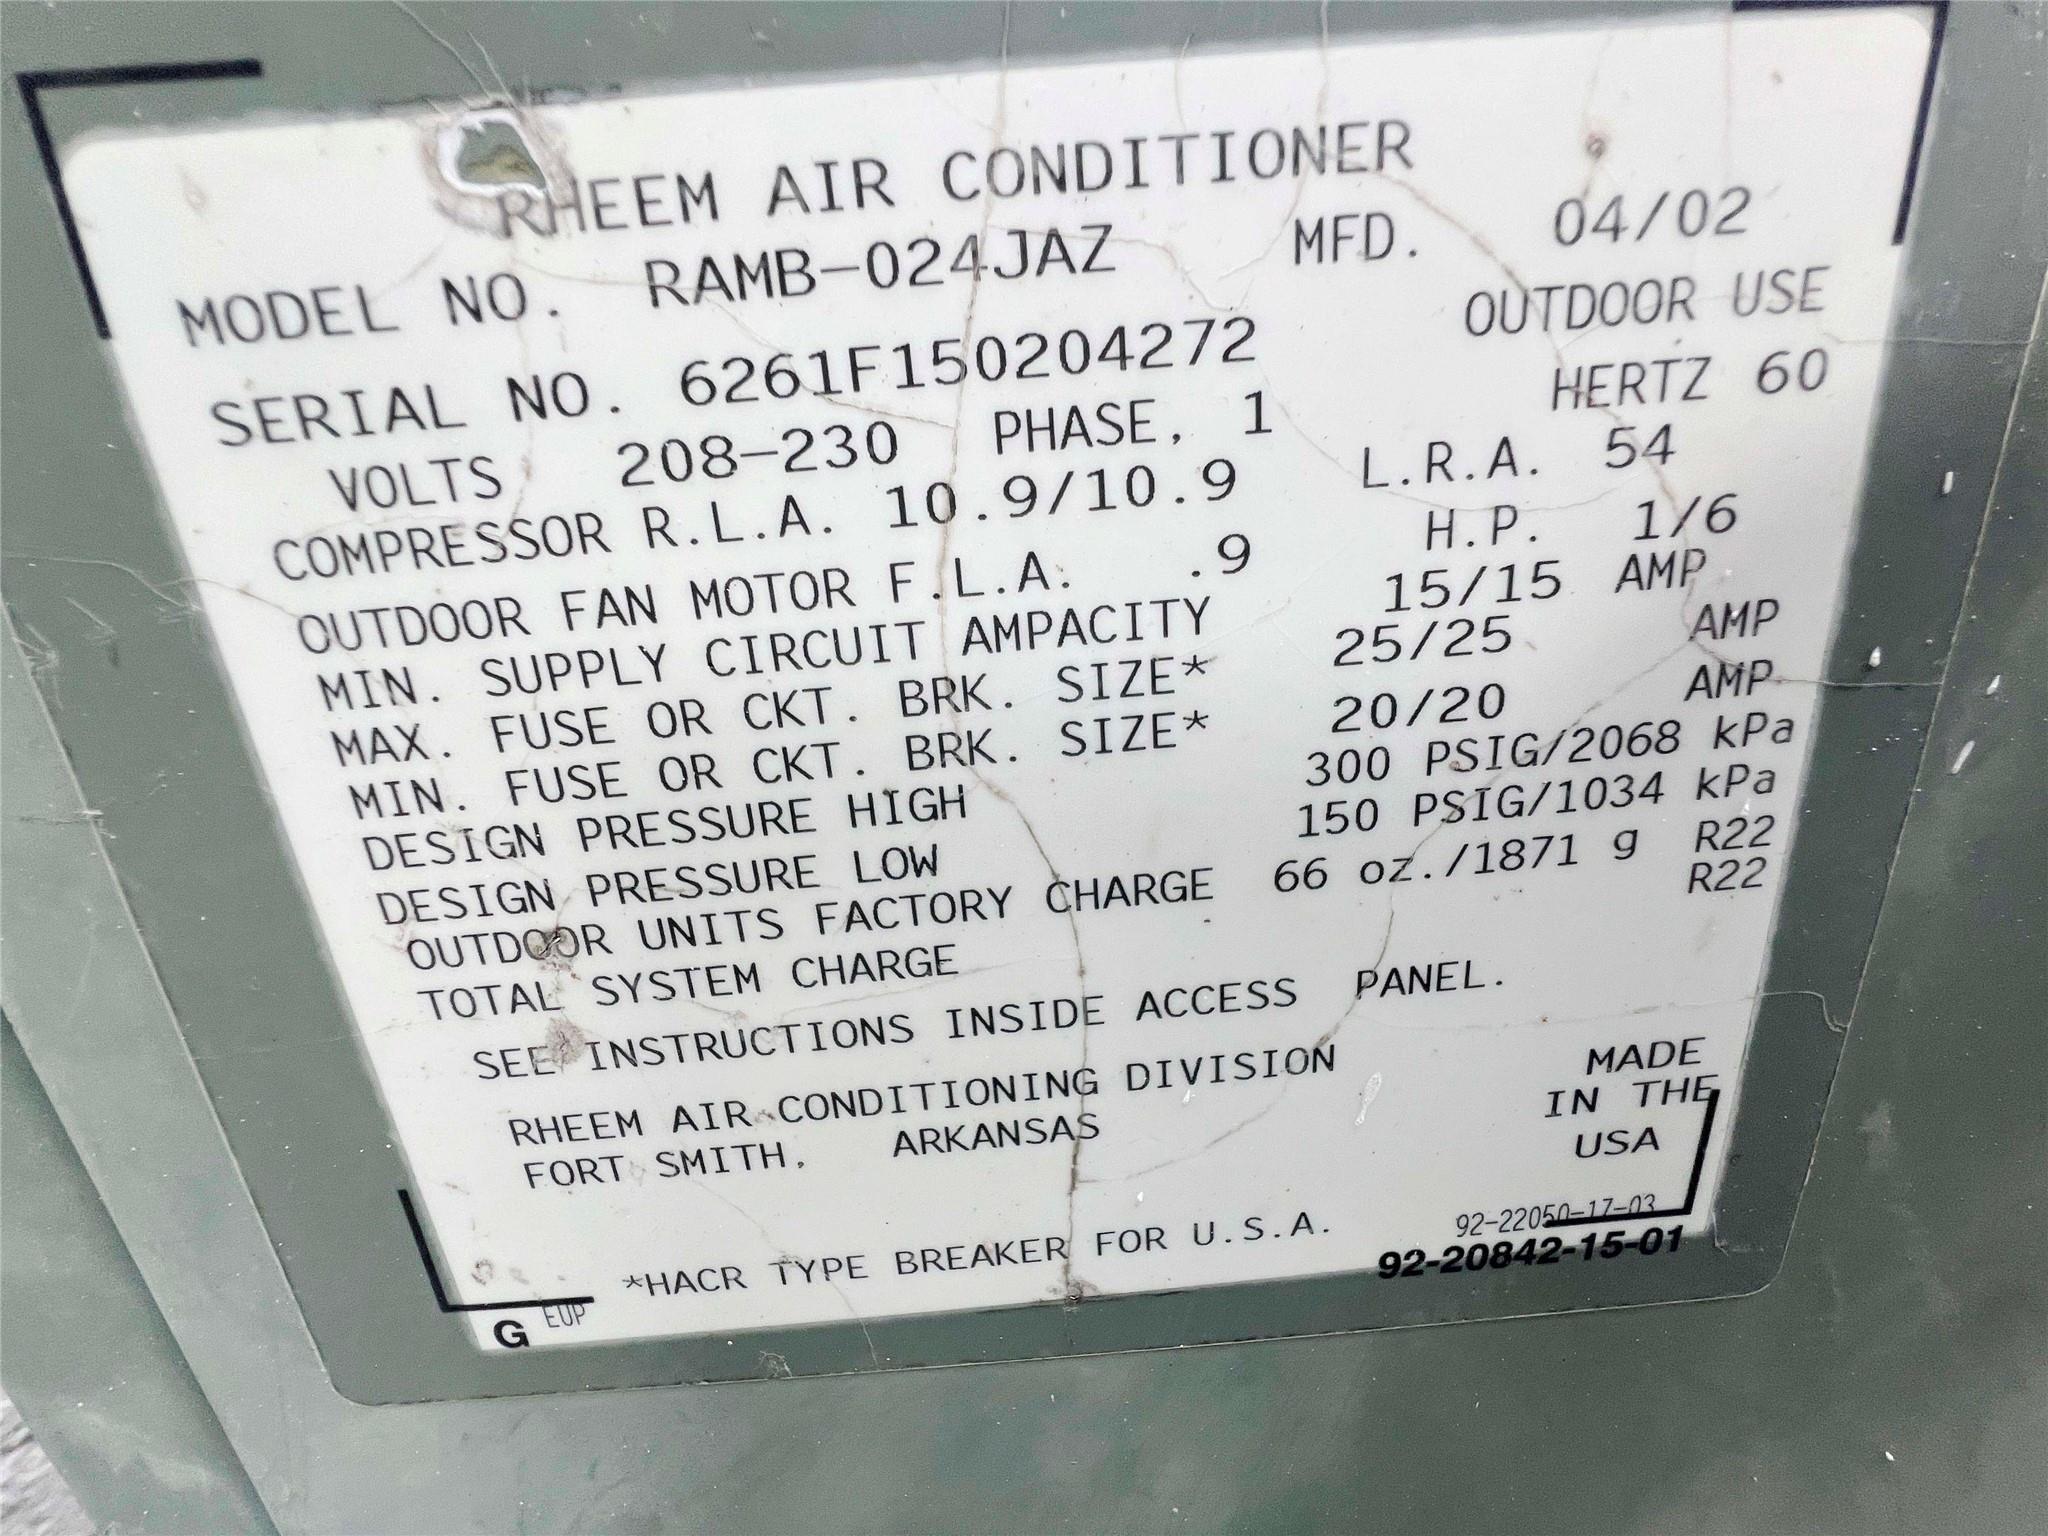 RHEEM AIR CONDITIONER
MODEL NO. RAMB-024JAZ MFD. 04/02
OUTDOOR USE
SERIAL NO. 6261F150204272 HERTZ 60
VOLTS 208-230 PHASE. 1
COMPRESSOR R.L.A. 10.9/10.9 L.R.A. 54
OUTDOOR FAN MOTOR F.L.A. .9 H.P. 1/6
MIN. SUPPLY CIRCUIT AMPACITY 15/15 AMP
MAX. FUSE OR CKT. BRK. SIZE* 25/25 AMP
MIN. FUSE OR CKT. BRK. SIZE* 20/20 AMP
DESIGN PRESSURE HIGH 300 PSIG/2068 kPa
DESIGN PRESSURE LOW 150 PSIG/1034 kPa
OUTDOOR UNITS FACTORY CHARGE 66 oz./1871 g R22
TOTAL SYSTEM CHARGE R22
SEE INSTRUCTIONS INSIDE ACCESS PANEL.
RHEEM AIR CONDITIONING DIVISION
FORT SMITH, ARKANSAS
MADE
IN THE
USA
92-22050-17-03
*HACR TYPE BREAKER FOR U.S.A.
92-20842-15-01
G EUP